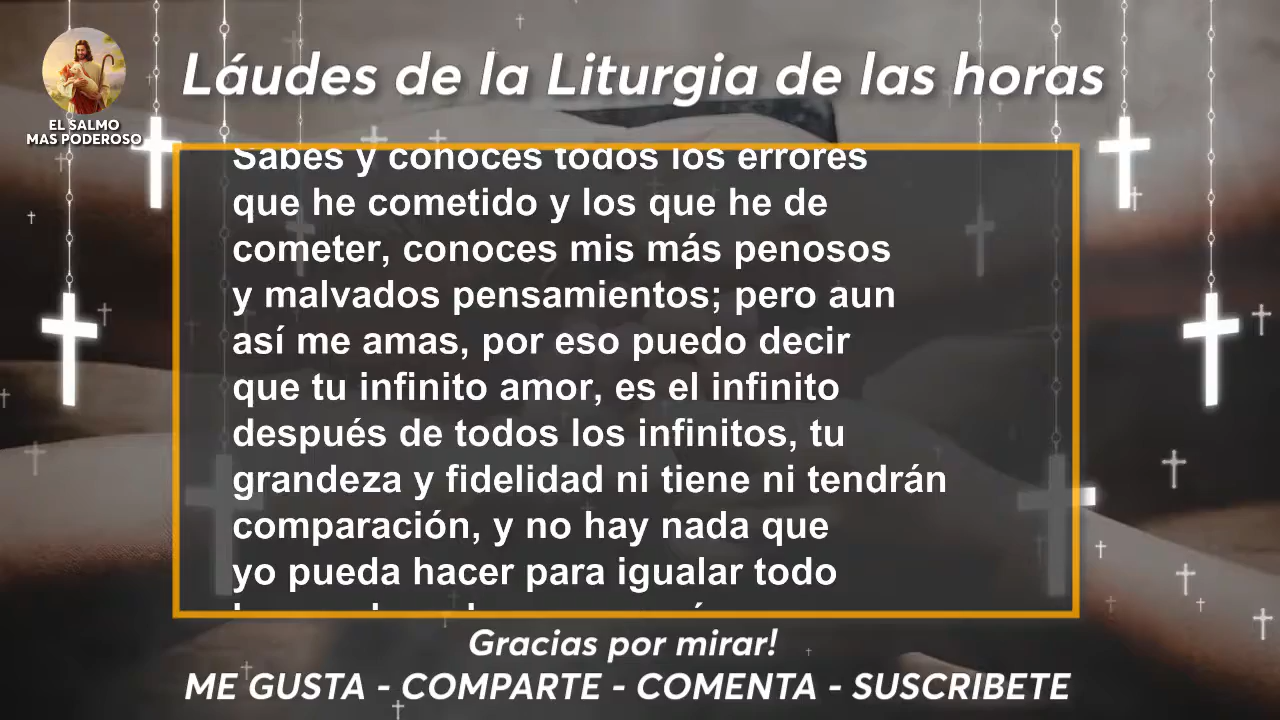 Láudes de la Liturgia de las horas
EL SALMO
MAS PODEROSO
Sabes y conoces todos los errores
que he cometido y los que he de
cometer, conoces mis más penosos
y malvados pensamientos; pero aun
así me amas, por eso puedo decir
que tu infinito amor, es el infinito
después de todos los infinitos, tu
grandeza y fidelidad ni tiene ni tendrán
comparación, y no hay nada que
yo pueda hacer para igualar todo
Gracias por mirar!
ME GUSTA - COMPARTE - COMENTA - SUSCRIBETE